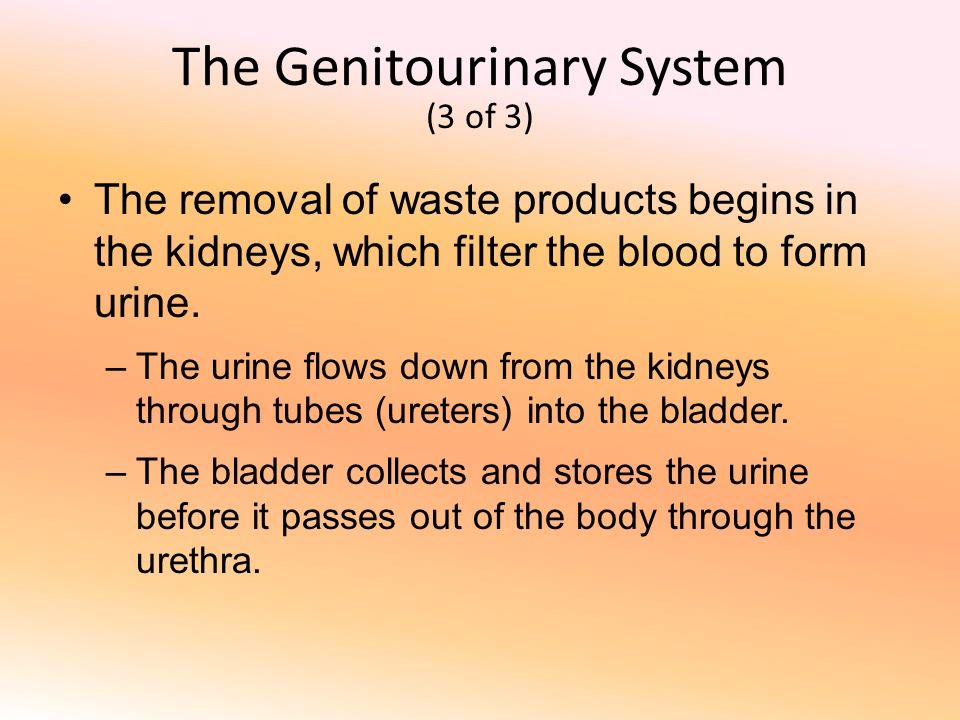 The Genitourinary System
(3 of 3)
• The removal of waste products begins in
the kidneys, which filter the blood to form
urine.
– The urine flows down from the kidneys
through tubes (ureters) into the bladder.
– The bladder collects and stores the urine
before it passes out of the body through the
urethra.